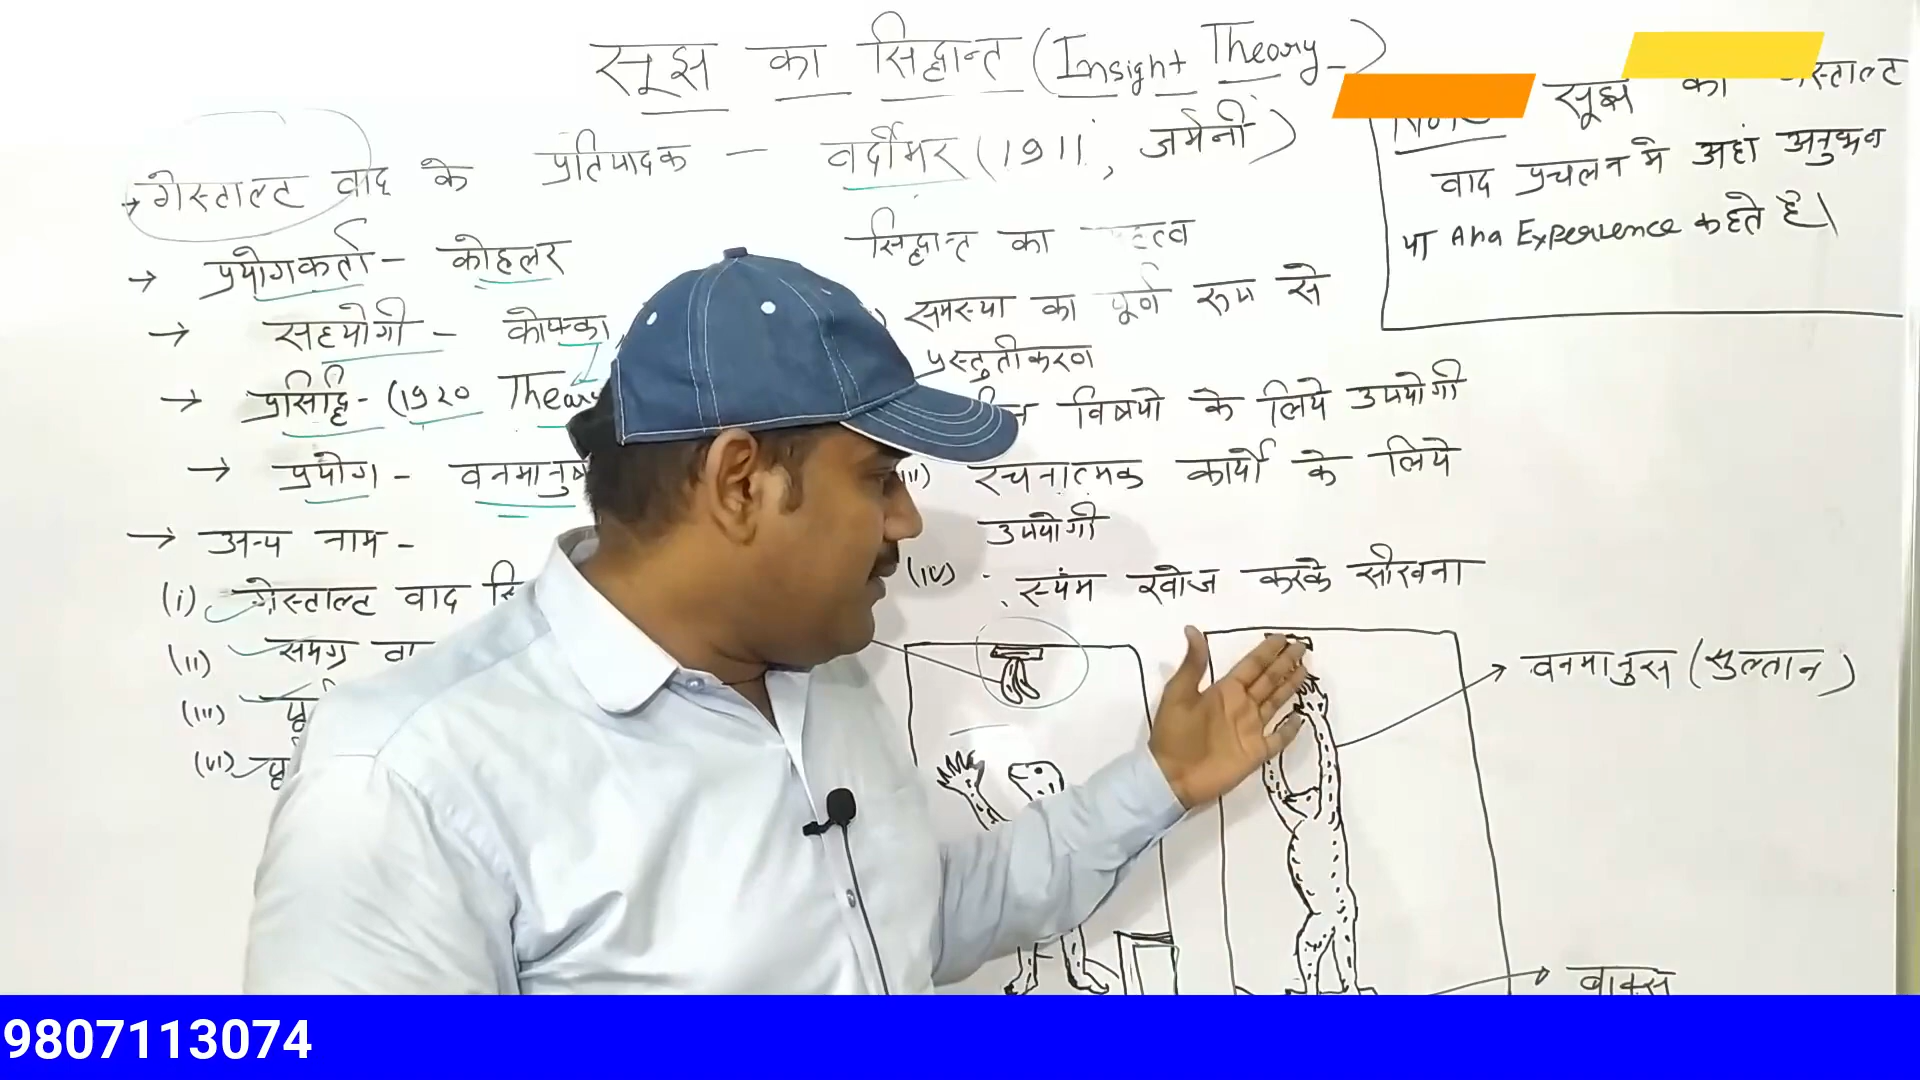 सूझ का सिद्धान्त (Insight Theory)
→ गेस्टाल्ट वाद के प्रतिपादक — वर्दीमर (1911, जर्मनी)
→ प्रयोगकर्ता - कोहलर
→ सहयोगी - कोफ्का,
→ प्रसिद्धि - (1920 Theory
→ प्रयोग - वनमानुष
→ अन्य नाम -
(i) गेस्टाल्ट वाद
(ii) समग्र
(iii)
(vi)
सिद्धान्त का
समस्या का पूर्ण रूप से
प्रस्तुतीकरण
विषयो के लिये उपयोगी
रचनात्मक कार्यो के लिये
उपयोगी
(iv) स्पंम खोज करके सीखना
सूझ का
वाद प्रचलन मे अहां अनुभव
पा Aha Experience कहते है।
वनमानुस (सुल्तान)
बाक्स
9807113074